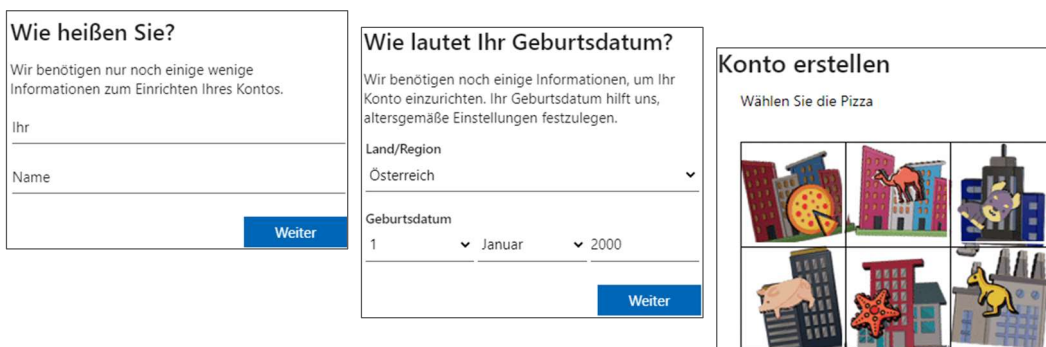 Wie heißen Sie?
Wir benötigen nur noch einige wenige
Informationen zum Einrichten Ihres Kontos.
Ihr
Name
Weiter
Wie lautet Ihr Geburtsdatum?
Wir benötigen noch einige Informationen, um Ihr
Konto einzurichten. Ihr Geburtsdatum hilft uns,
altersgemäße Einstellungen festzulegen.
Land/Region
Österreich
Geburtsdatum
1 Januar 2000
Weiter
Konto erstellen
Wählen Sie die Pizza